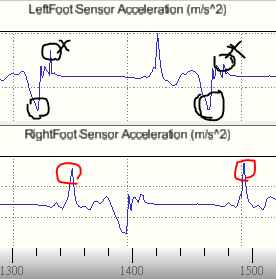 LeftFoot Sensor Acceleration (m/s^2)
x
x
RightFoot Sensor Acceleration (m/s^2)
1300 1400 1500